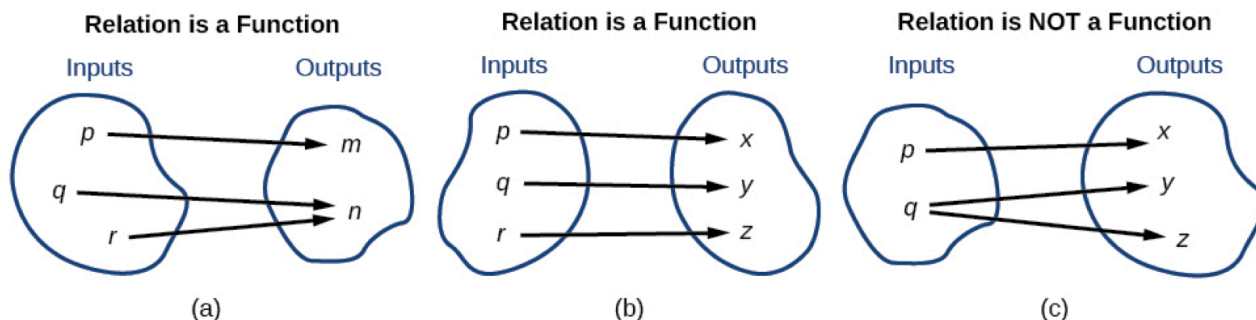 Relation is a Function
Inputs Outputs
p
q
r
m
n
(a)
Relation is a Function
Inputs Outputs
p
q
r
x
y
z
(b)
Relation is NOT a Function
Inputs Outputs
p
q
x
y
z
(c)